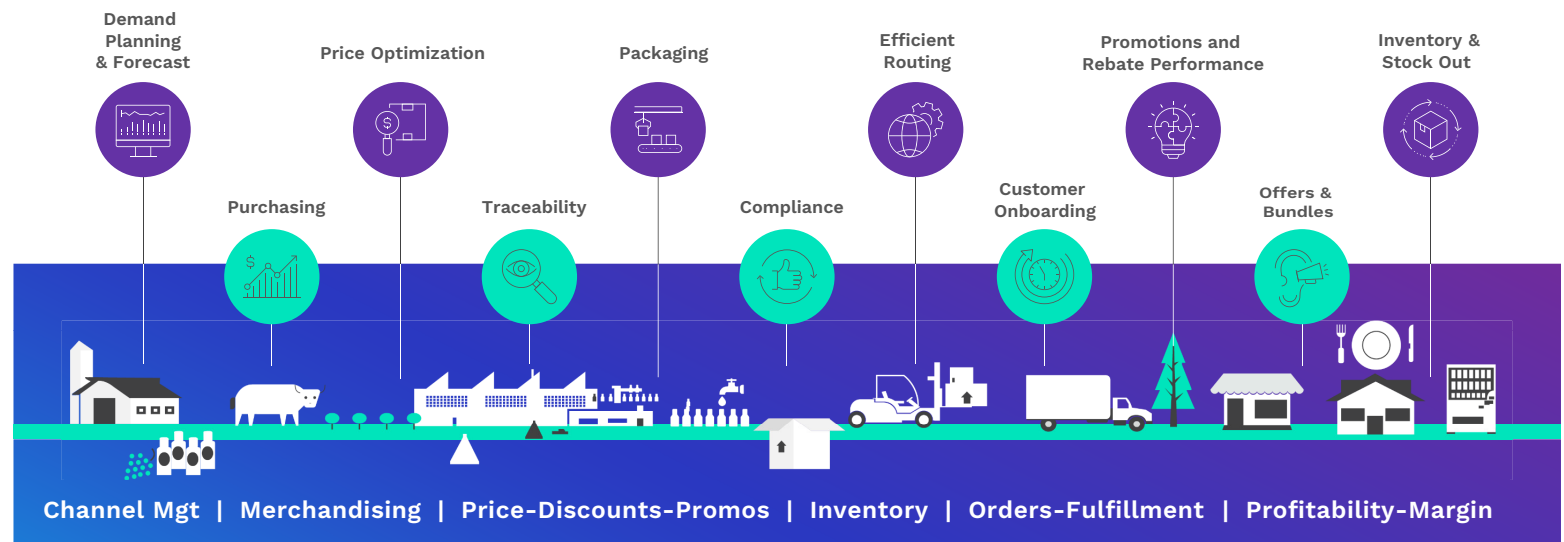 Demand
Planning
& Forecast
Price Optimization
Packaging
Efficient
Routing
Promotions and
Rebate Performance
Inventory &
Stock Out
Purchasing
Traceability
Compliance
Customer
Onboarding
Offers &
Bundles
$
$
Channel Mgt | Merchandising | Price-Discounts-Promos | Inventory | Orders-Fulfillment | Profitability-Margin